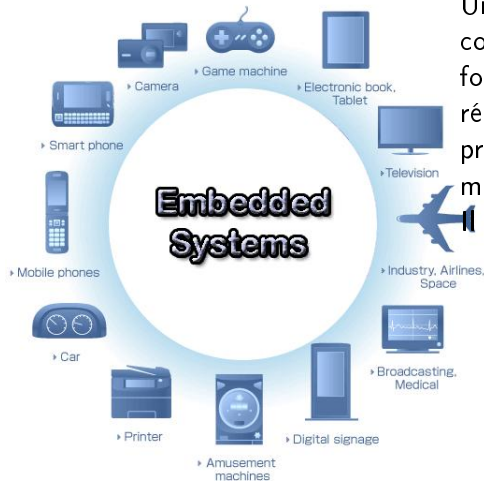 Game machine
Camera
Electronic book,
Tablet
Smart phone
Television
Embedded
Systems
Mobile phones
Industry, Airlines,
Space
Car
Broadcasting,
Medical
Printer
Digital signage
Amusement
machines
co
fo
ré
pr
m
Il